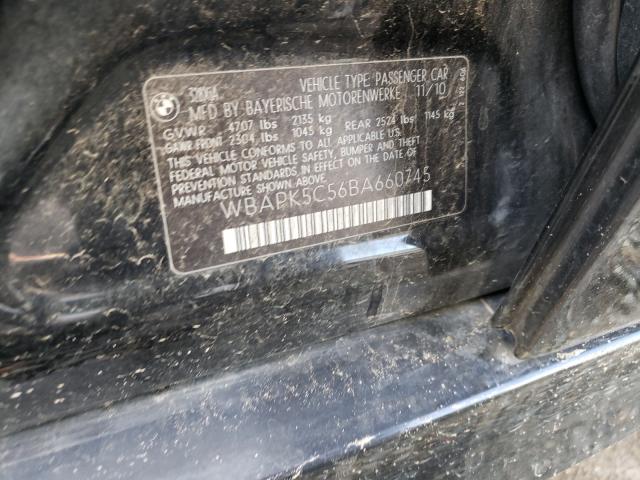 VEHICLE TYPE PASSENGER CAR
MFD BY BAYERISCHE MOTORENWERKE 11/10
GVWR 4707 lbs 2135 kg
GAWR FRONT 2304 lbs 1045 kg REAR 2524 lbs 1145 kg
THIS VEHICLE CONFORMS TO ALL APPLICABLE U.S.
FEDERAL MOTOR VEHICLE SAFETY, BUMPER AND THEFT
PREVENTION STANDARDS IN EFFECT ON THE DATE OF
MANUFACTURE SHOWN ABOVE.
WBAPK5C56BA660745